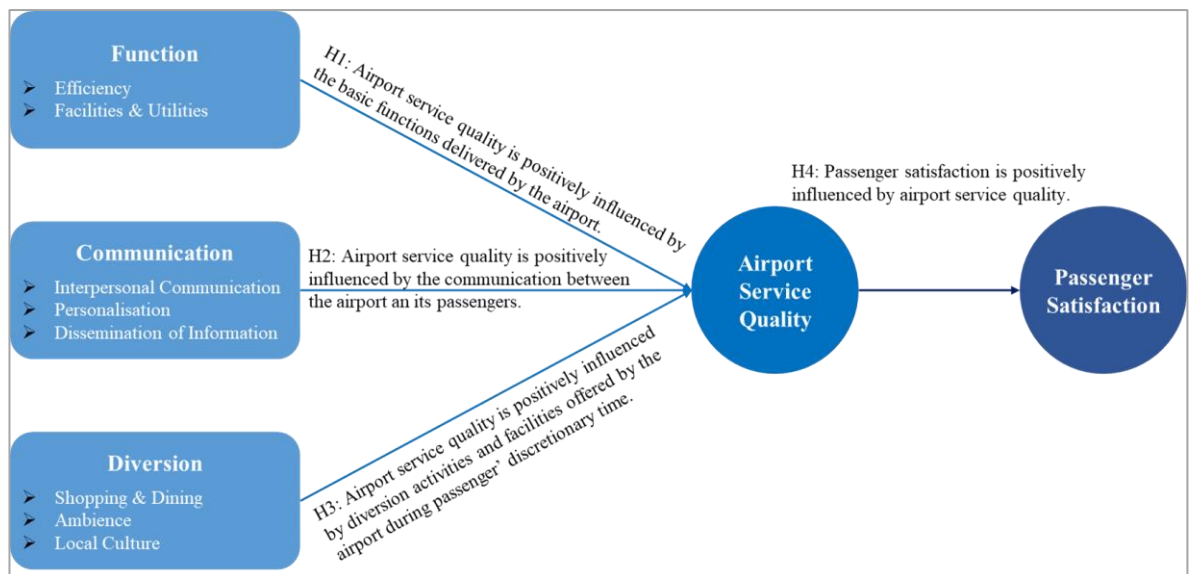 Function
Efficiency
Facilities & Utilities
H1: Airport service quality is positively influenced by
the basic functions delivered by the airport.
Communication
Interpersonal Communication
Personalisation
Dissemination of Information
H2: Airport service quality is positively
influenced by the communication between
the airport an its passengers.
Diversion
Shopping & Dining
Ambience
Local Culture
H3: Airport service quality is positively influenced
by diversion activities and facilities offered by the
airport during passenger’ discretionary time.
Airport
Service
Quality
H4: Passenger satisfaction is positively
influenced by airport service quality.
Passenger
Satisfaction